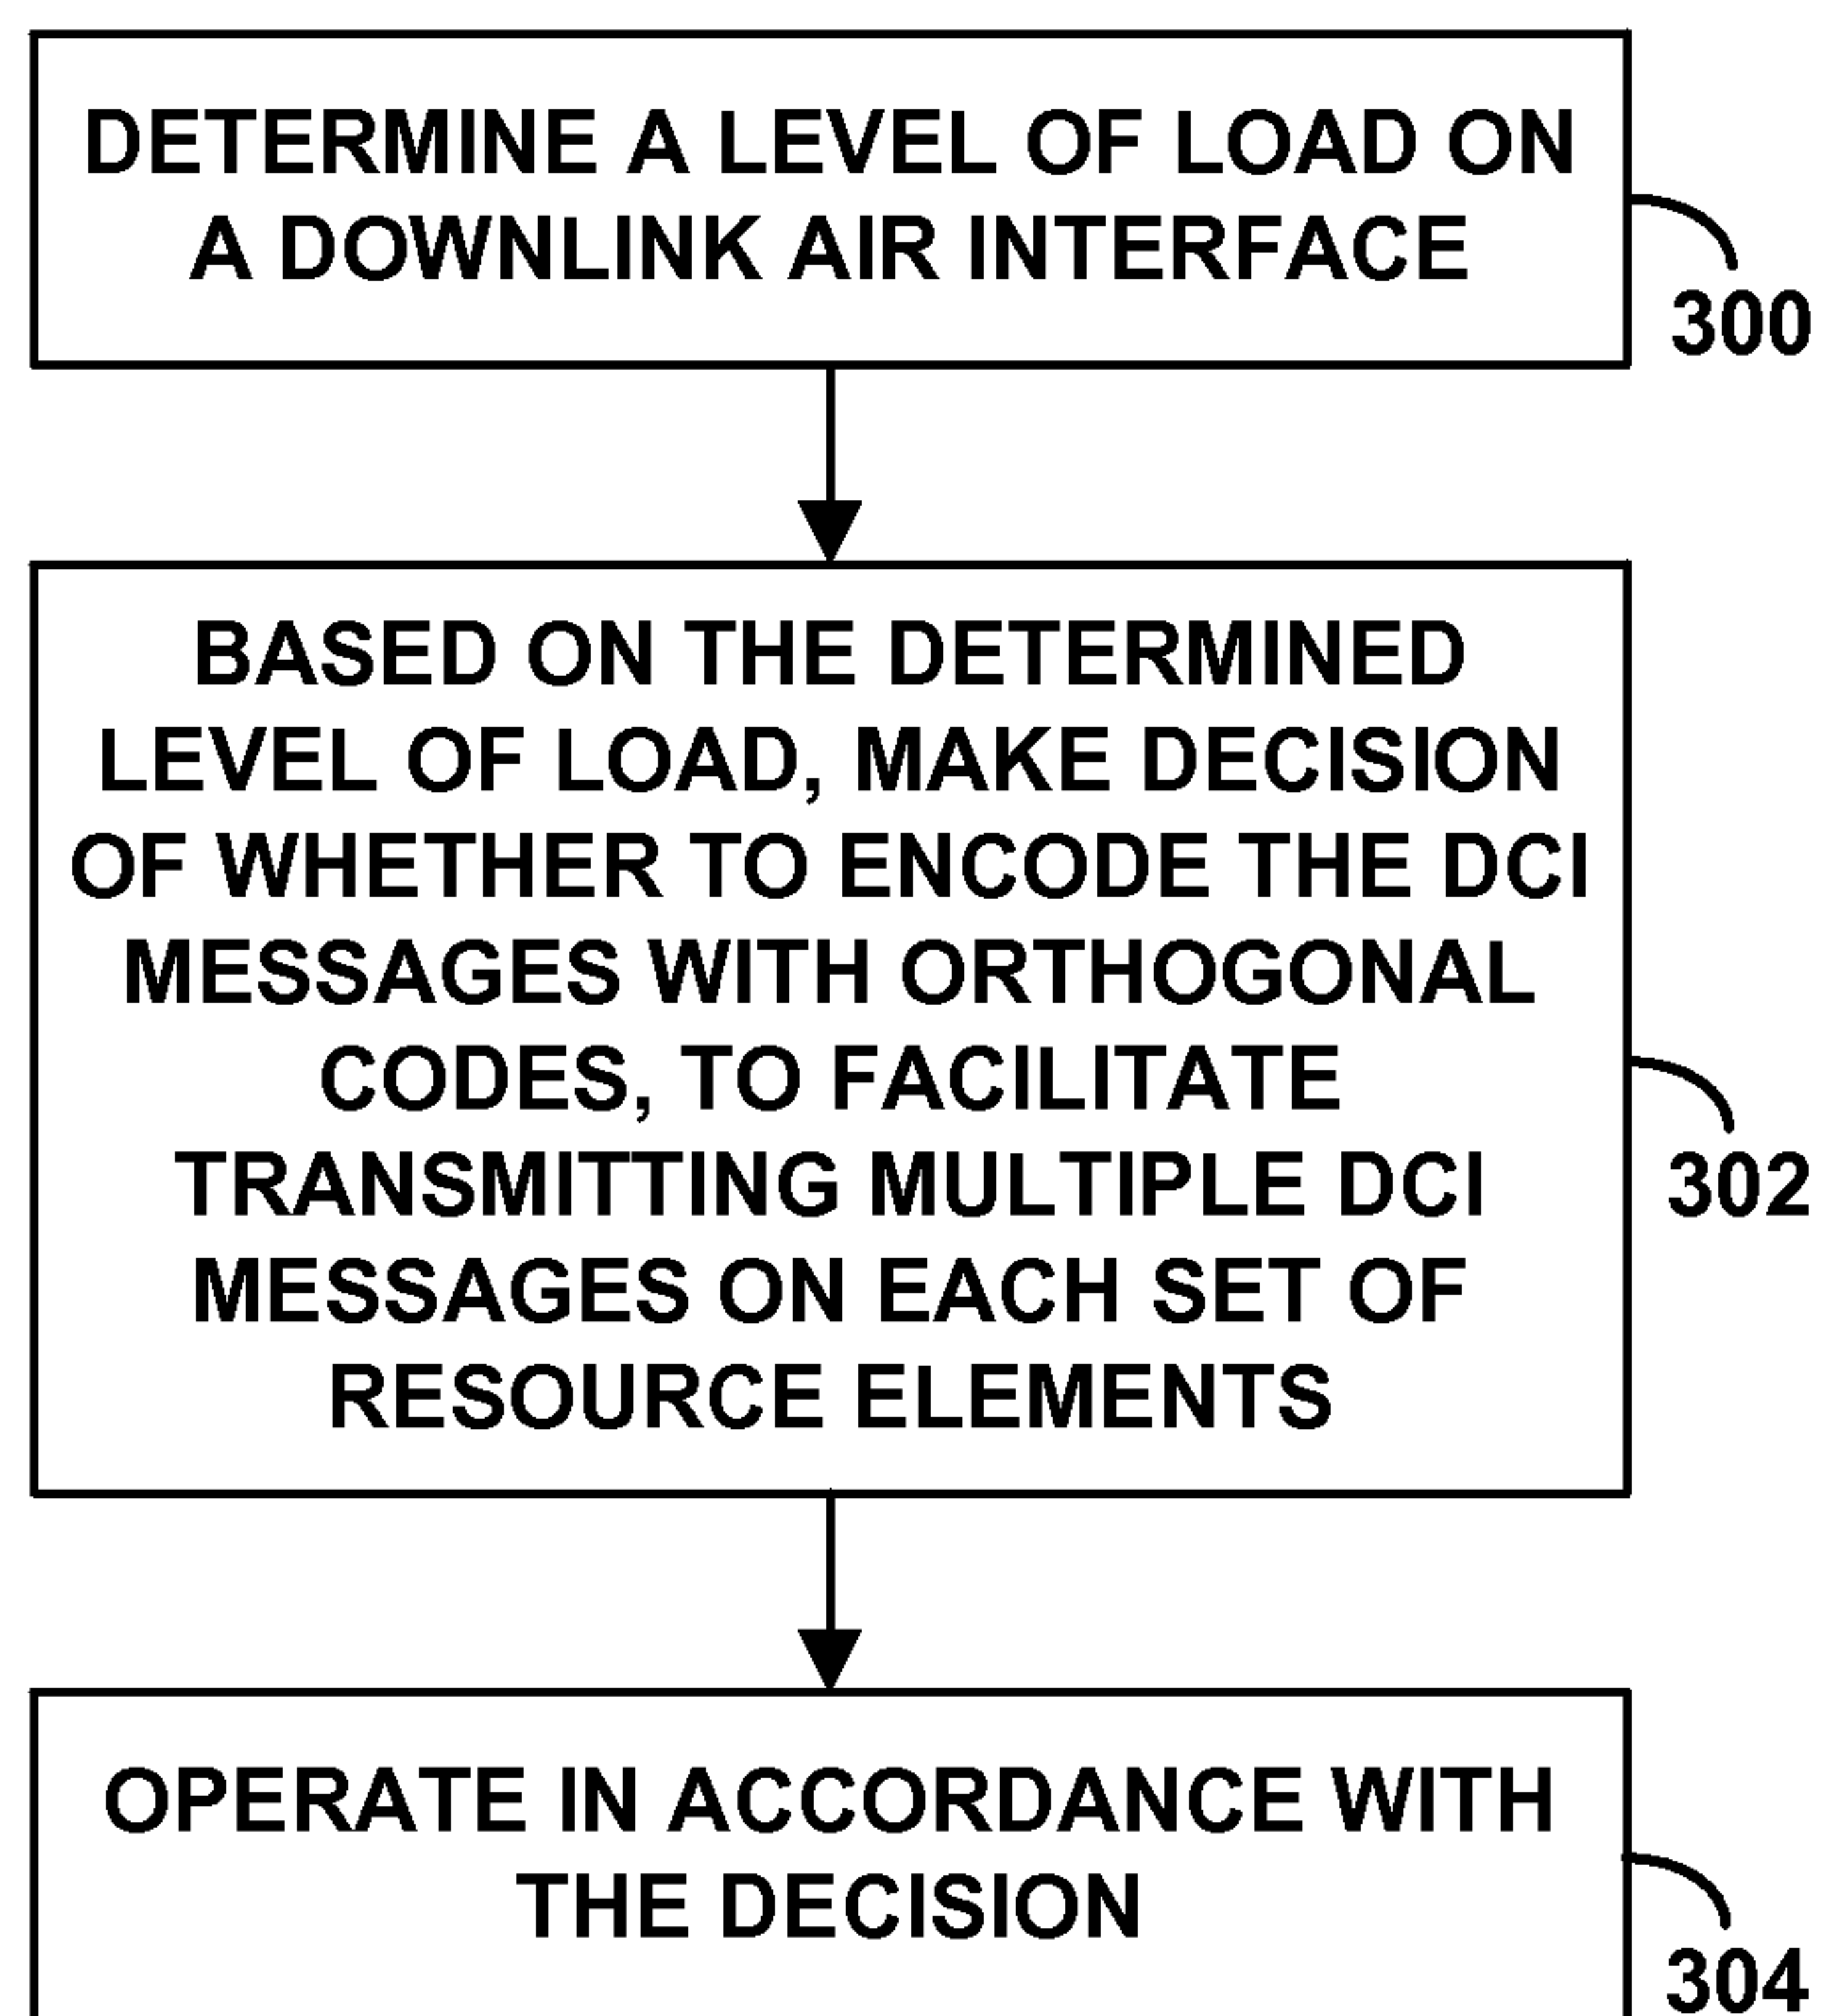 DETERMINE A LEVEL OF LOAD ON
A DOWNLINK AIR INTERFACE
300
BASED ON THE DETERMINED
LEVEL OF LOAD, MAKE DECISION
OF WHETHER TO ENCODE THE DCI
MESSAGES WITH ORTHOGONAL
CODES, TO FACILITATE
TRANSMITTING MULTIPLE DCI
MESSAGES ON EACH SET OF
RESOURCE ELEMENTS
302
OPERATE IN ACCORDANCE WITH
THE DECISION
304